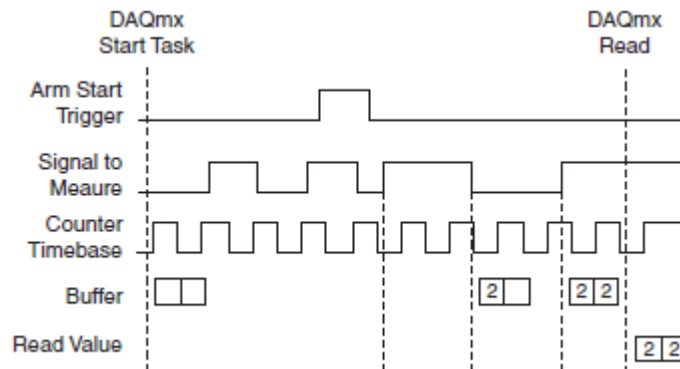 DAQmx
Start Task
DAQmx
Read
Arm Start
Trigger
Signal to
Meaure
Counter
Timebase
Buffer
2
2 2
Read Value
2 2